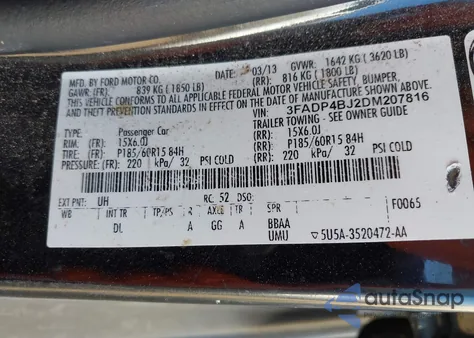 MFD. BY FORD MOTOR CO.
DATE: 03/13 GVWR: 1642 KG ( 3620 LB)
GAWR: (FR) 839 KG ( 1850 LB) (RR) 816 KG ( 1800 LB)
THIS VEHICLE CONFORMS TO ALL APPLICABLE FEDERAL MOTOR VEHICLE SAFETY, BUMPER,
AND THEFT PREVENTION STANDARDS IN EFFECT ON THE DATE OF MANUFACTURE SHOWN ABOVE.
VIN: 3FADP4BJ2DM207816
TYPE: Passenger Car TRAILER TOWING - SEE OWNER GUIDE
RIM: (FR) 15X6.0J (RR) 15X6.0J
TIRE: (FR) P185/60R15 84H (RR) P185/60R15 84H
PRESSURE: (FR) 220 kPa/ 32 PSI COLD (RR) 220 kPa/ 32 PSI COLD
EXT PNT: UH RC: 52 DSO: F0065
WB INT TR TP/PS R AXLE TR SPR
DL A GG A BBAA
UMU ▽5U5A-3520472-AA
autoSnap